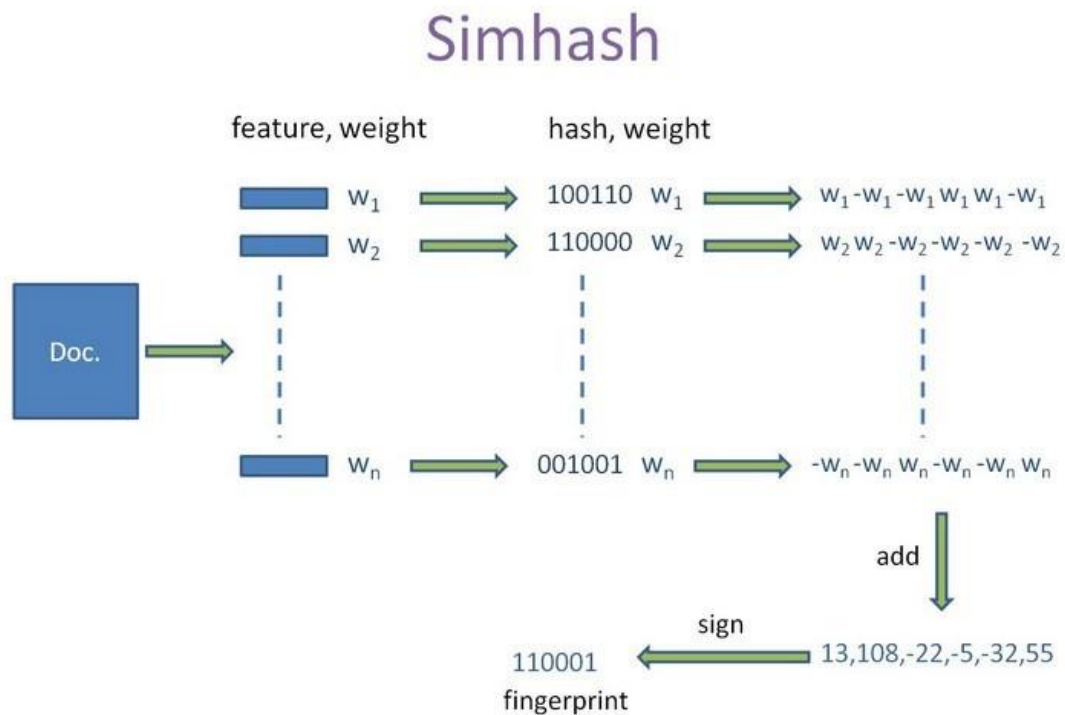 Simhash
feature, weight hash, weight
w₁ 100110 w₁ w₁ -w₁ -w₁ w₁ w₁ -w₁
w₂ 110000 w₂ w₂ w₂ -w₂ -w₂ -w₂ -w₂
Doc.
wₙ 001001 wₙ -wₙ -wₙ wₙ -wₙ -wₙ wₙ
add
sign
13,108,-22,-5,-32,55
110001
fingerprint